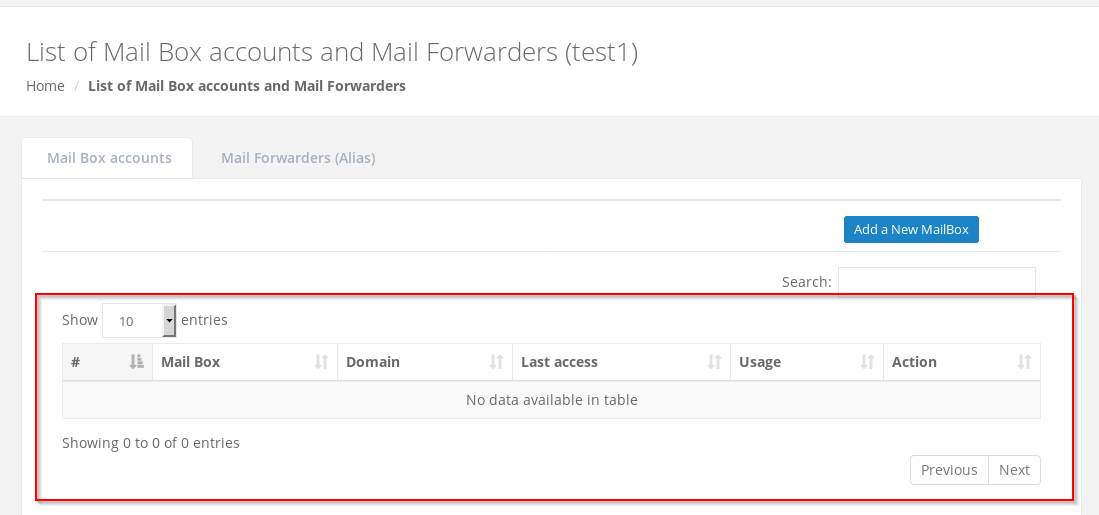 List of Mail Box accounts and Mail Forwarders (test1)
Home / List of Mail Box accounts and Mail Forwarders
Mail Box accounts Mail Forwarders (Alias)
Add a New MailBox
Search:
Show 10 entries
# Mail Box Domain Last access Usage Action
No data available in table
Showing 0 to 0 of 0 entries
Previous Next